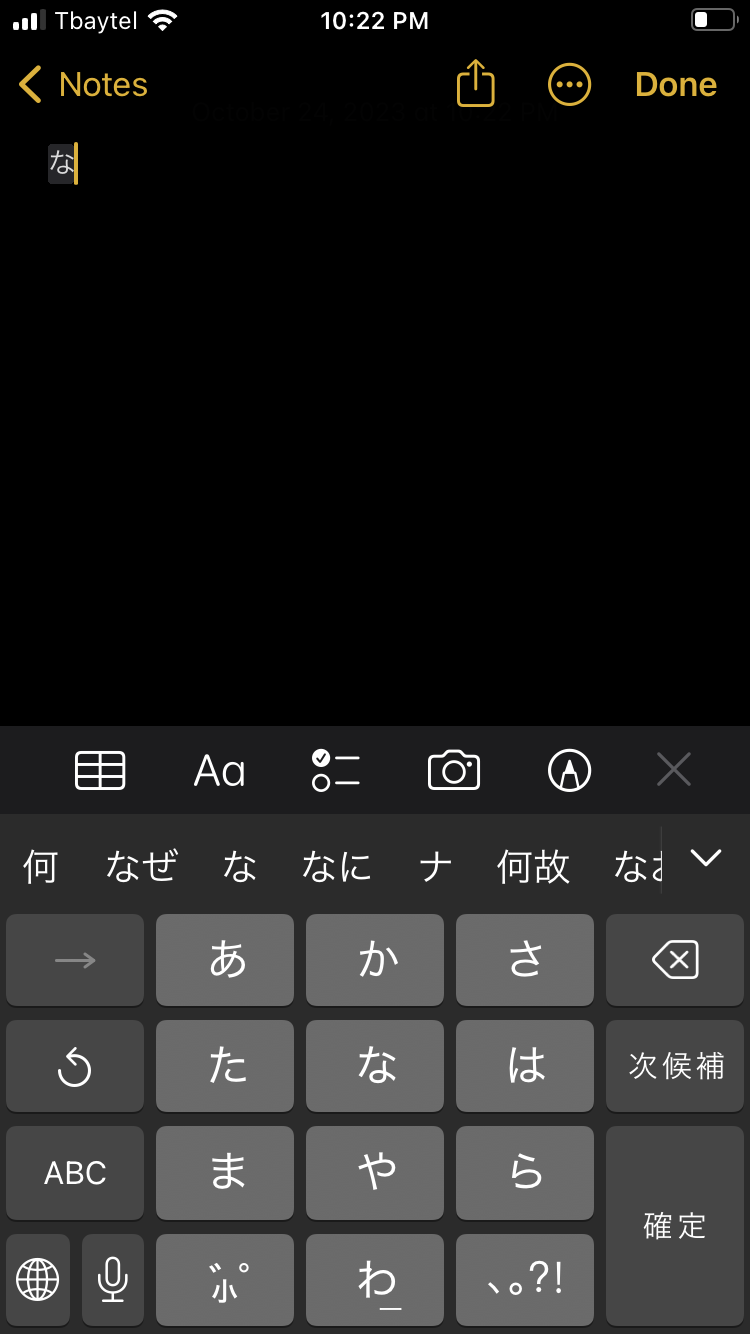 Tbaytel 10:22 PM
Notes Done
October 24, 2023 at 10:22 PM
な
Aa
何 なぜ な なに ナ 何故 な
→ あ か さ
た な は 次候補
ABC ま や ら
確定
゛゜小 わ_ 、。?!